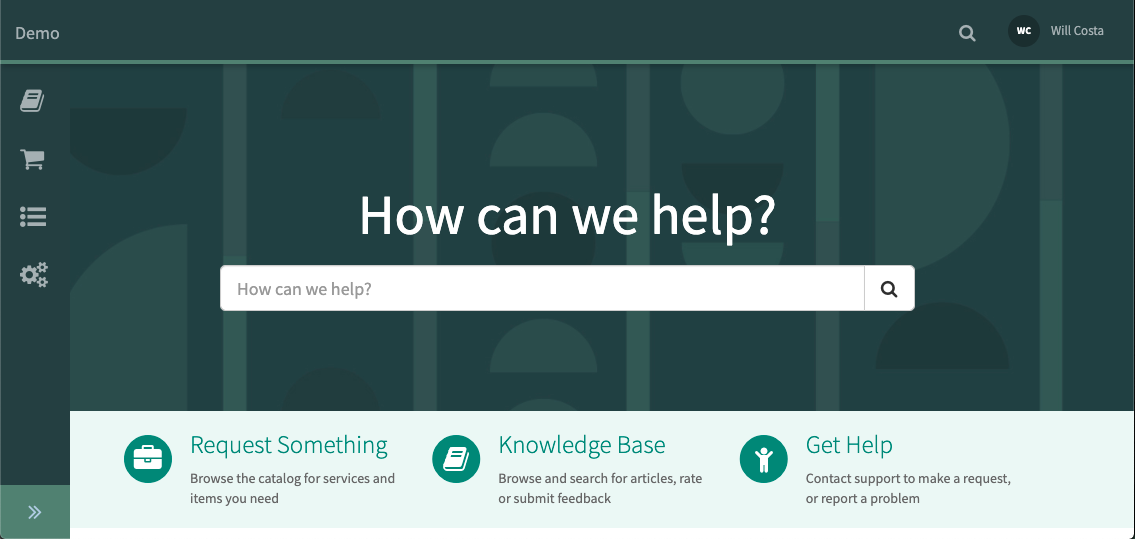 Demo
WC Will Costa
How can we help?
How can we help?
Request Something
Browse the catalog for services and
items you need
Knowledge Base
Browse and search for articles, rate
or submit feedback
Get Help
Contact support to make a request,
or report a problem